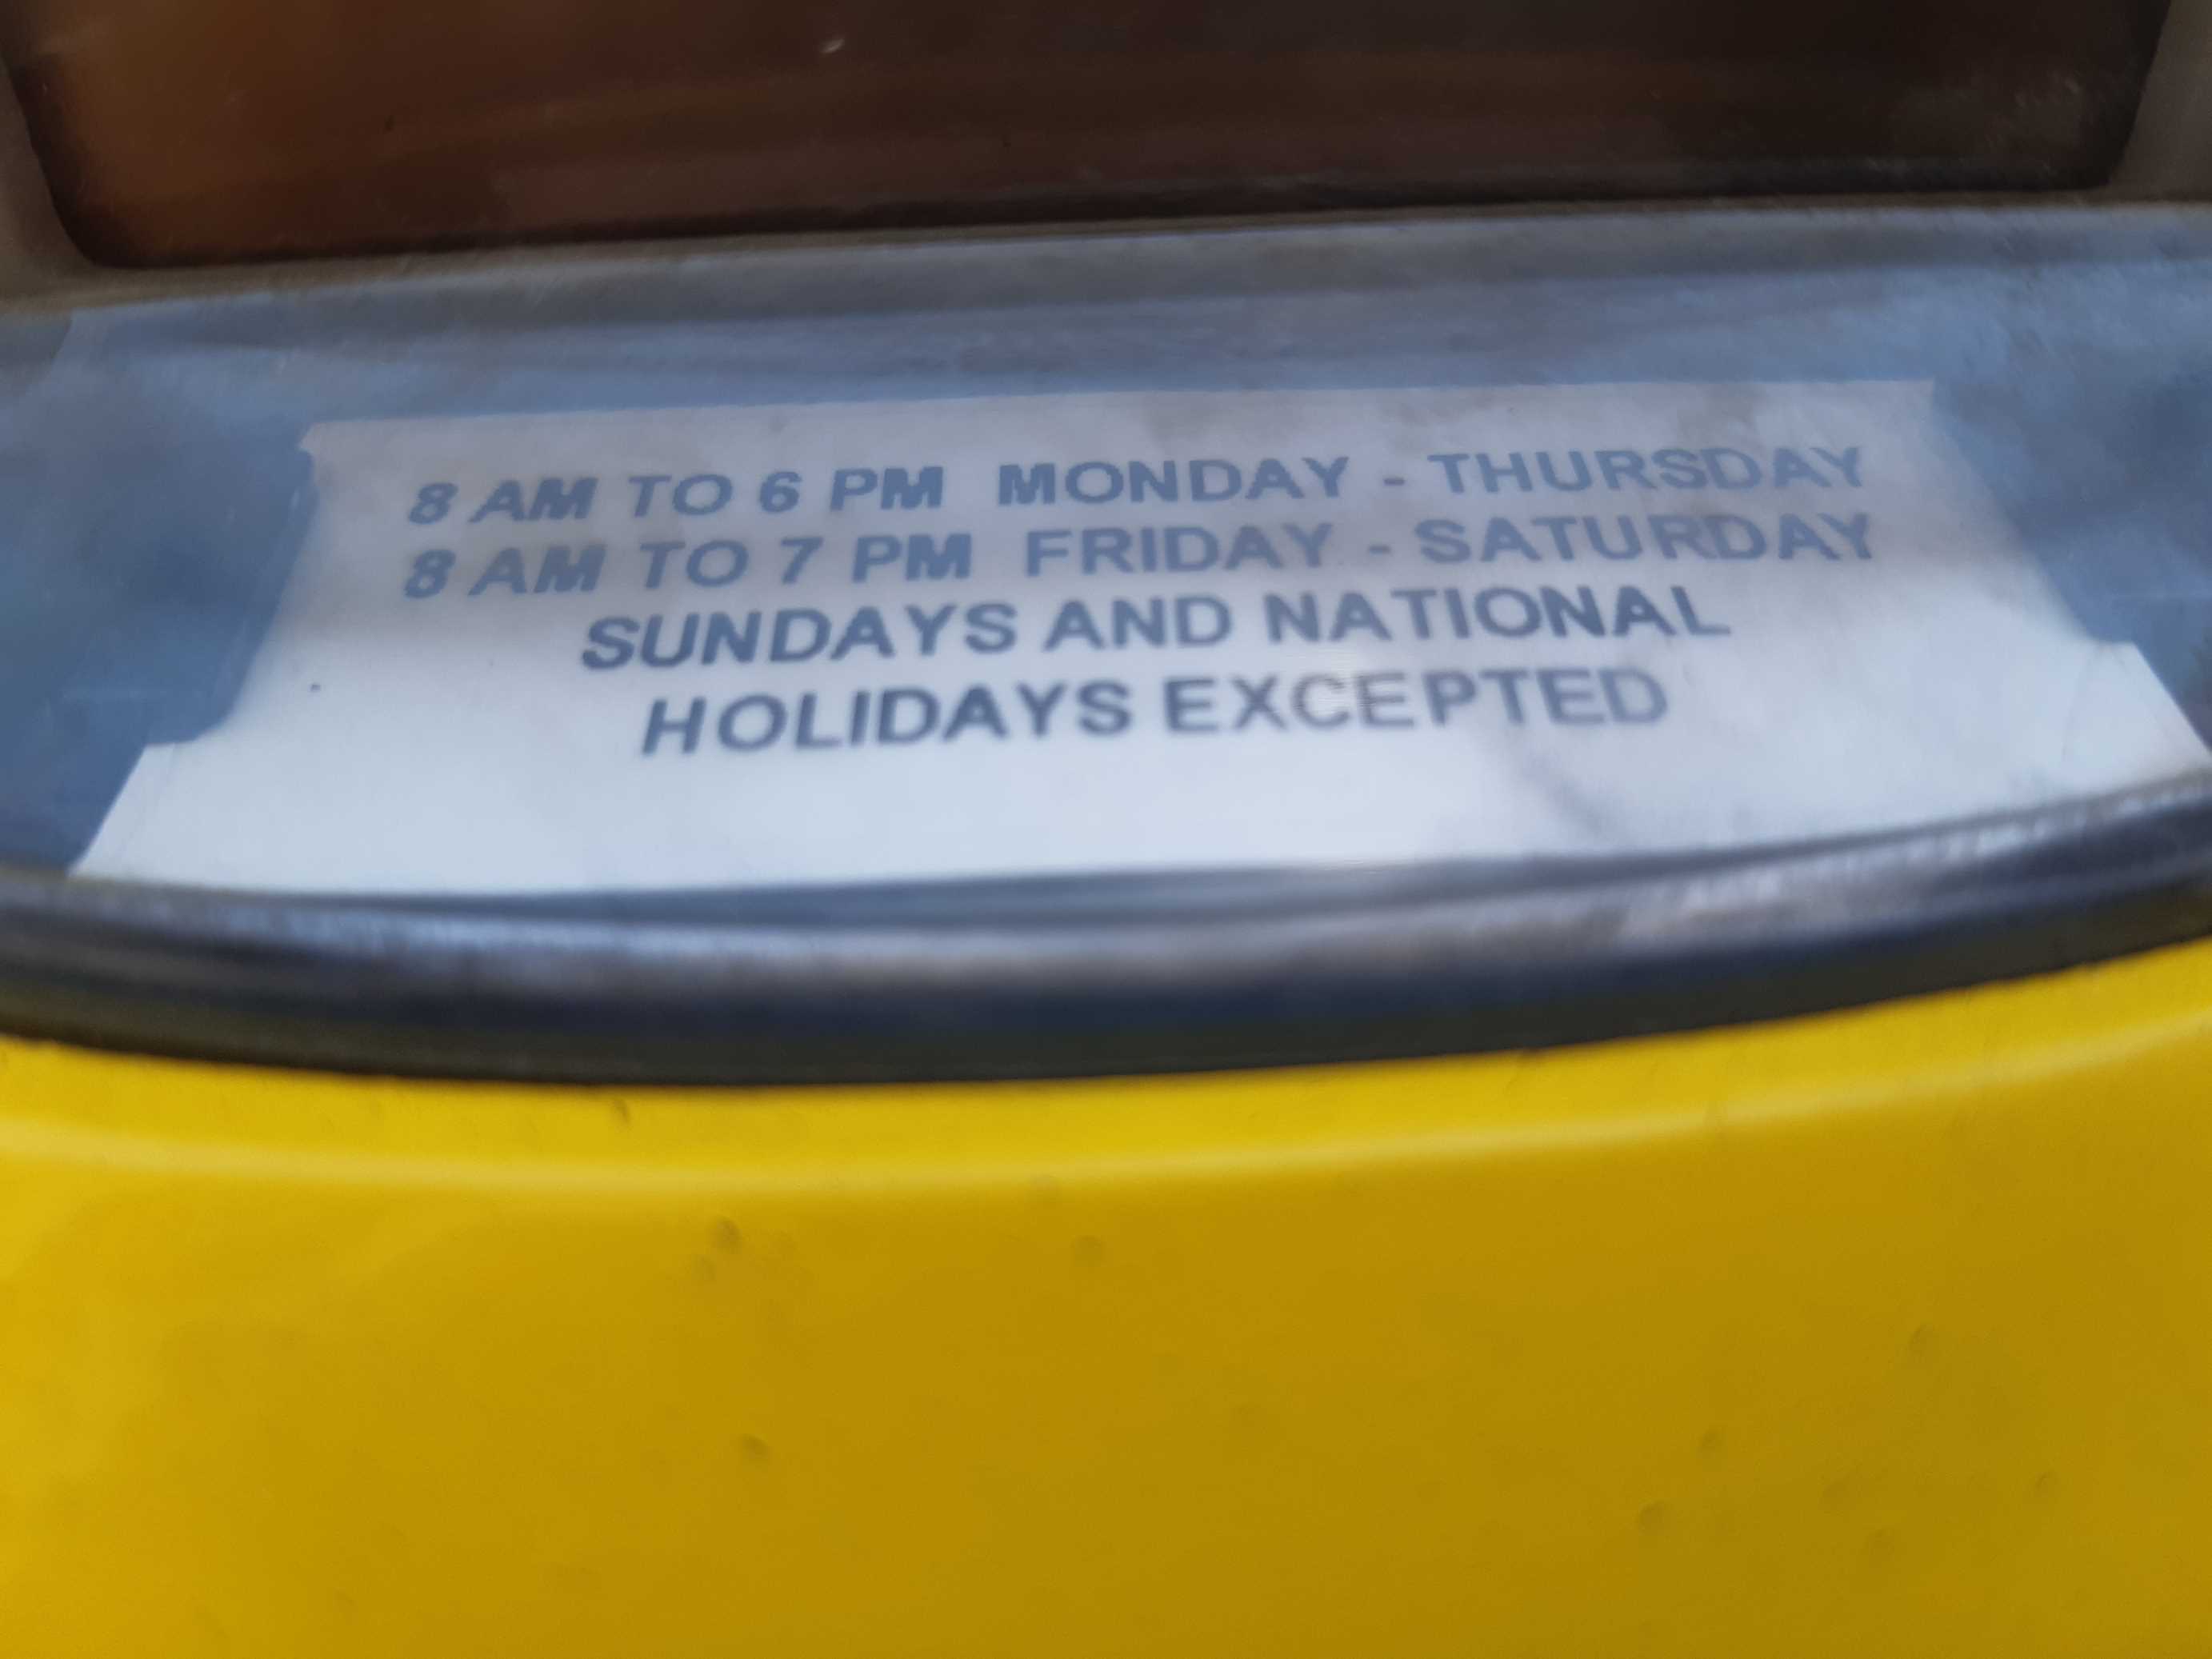 8 AM TO 6 PM MONDAY - THURSDAY
8 AM TO 7 PM FRIDAY - SATURDAY
SUNDAYS AND NATIONAL
HOLIDAYS EXCEPTED